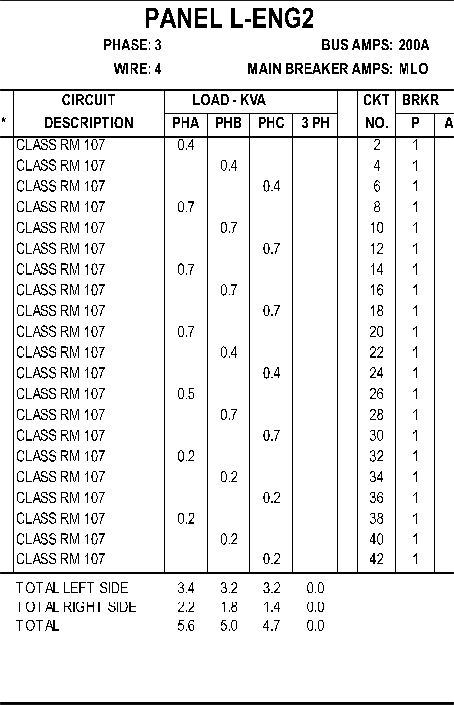 PANEL L-ENG2
PHASE: 3 BUS AMPS: 200A
WIRE: 4 MAIN BREAKER AMPS: MLO
CIRCUIT LOAD - KVA CKT BRKR
* DESCRIPTION PHA PHB PHC 3 PH NO. P A
CLASS RM 107 0.4 2 1
CLASS RM 107 0.4 4 1
CLASS RM 107 0.4 6 1
CLASS RM 107 0.7 8 1
CLASS RM 107 0.7 10 1
CLASS RM 107 0.7 12 1
CLASS RM 107 0.7 14 1
CLASS RM 107 0.7 16 1
CLASS RM 107 0.7 18 1
CLASS RM 107 0.7 20 1
CLASS RM 107 0.4 22 1
CLASS RM 107 0.4 24 1
CLASS RM 107 0.5 26 1
CLASS RM 107 0.7 28 1
CLASS RM 107 0.7 30 1
CLASS RM 107 0.2 32 1
CLASS RM 107 0.2 34 1
CLASS RM 107 0.2 36 1
CLASS RM 107 0.2 38 1
CLASS RM 107 0.2 40 1
CLASS RM 107 0.2 42 1
TOTAL LEFT SIDE 3.4 3.2 3.2 0.0
TOTAL RIGHT SIDE 2.2 1.8 1.4 0.0
TOTAL 5.6 5.0 4.7 0.0